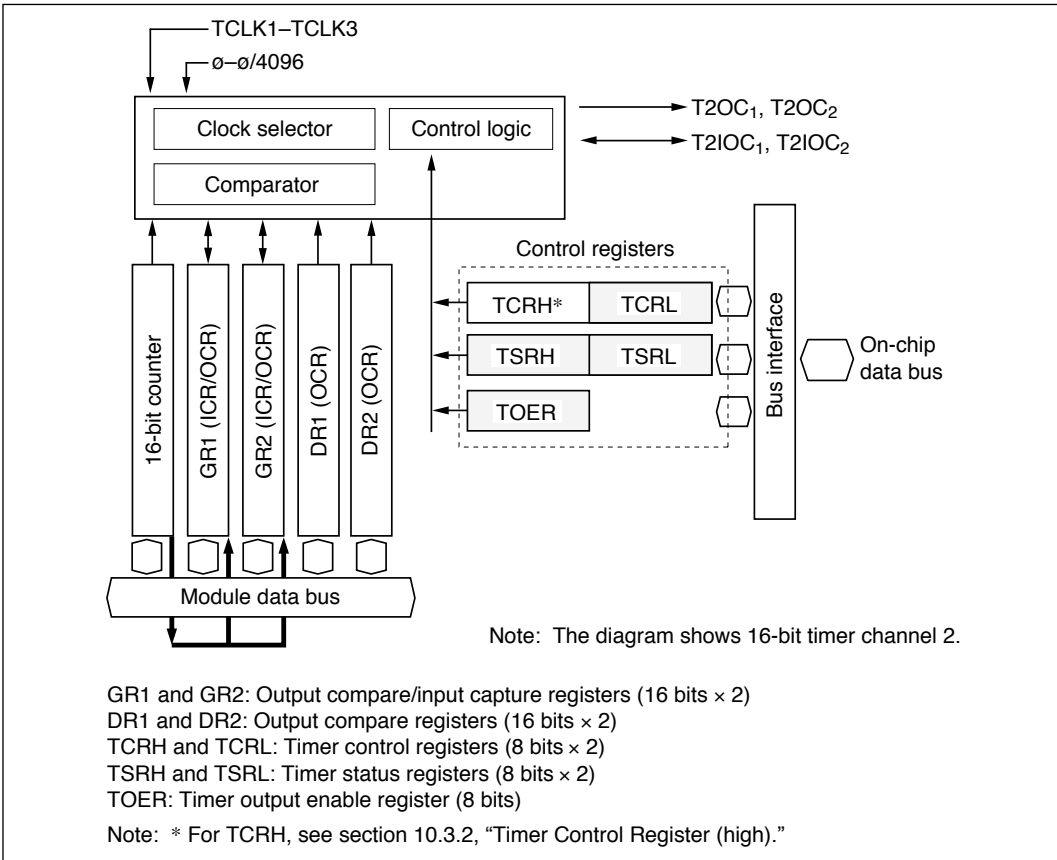 TCLK1–TCLK3
ø–ø/4096
Clock selector
Control logic
Comparator
T2OC₁, T2OC₂
T2IOC₁, T2IOC₂
16-bit counter
GR1 (ICR/OCR)
GR2 (ICR/OCR)
DR1 (OCR)
DR2 (OCR)
Control registers
TCRH*
TCRL
TSRH
TSRL
TOER
Bus interface
On-chip
data bus
Module data bus
Note: The diagram shows 16-bit timer channel 2.
GR1 and GR2: Output compare/input capture registers (16 bits × 2)
DR1 and DR2: Output compare registers (16 bits × 2)
TCRH and TCRL: Timer control registers (8 bits × 2)
TSRH and TSRL: Timer status registers (8 bits × 2)
TOER: Timer output enable register (8 bits)
Note: * For TCRH, see section 10.3.2, “Timer Control Register (high).”